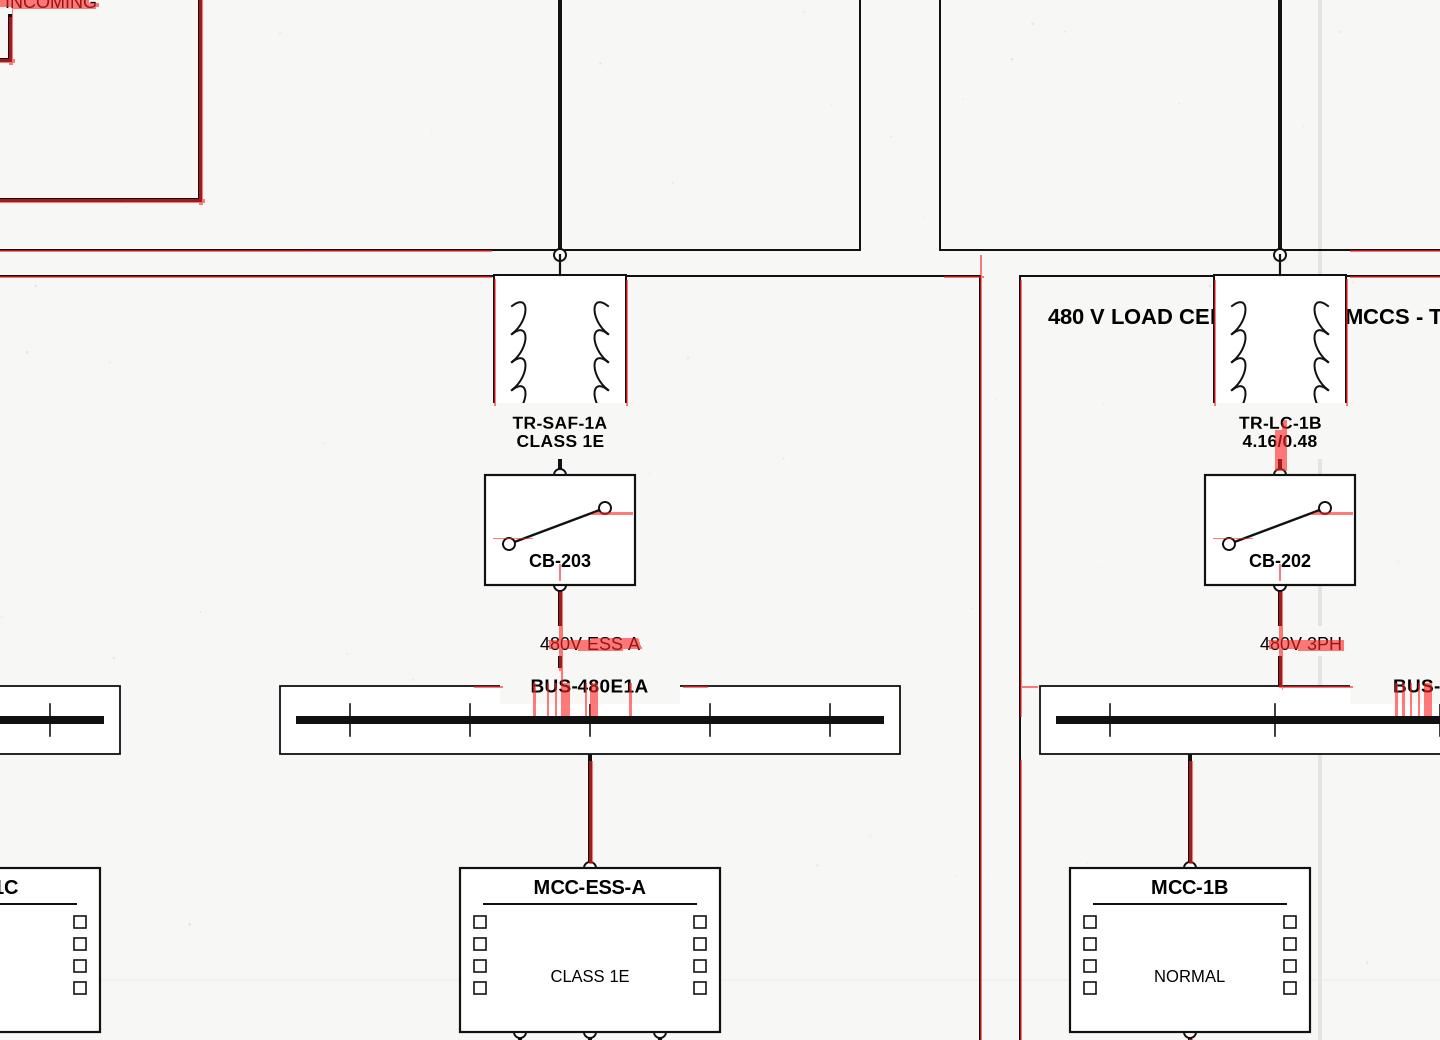 INCOMING
480 V LOAD CE
MCCS - T
TR-SAF-1A
CLASS 1E
TR-LC-1B
4.16/0.48
CB-203
CB-202
480V ESS A
480V 3PH
BUS-480E1A
BUS-
1C
MCC-ESS-A
MCC-1B
CLASS 1E
NORMAL